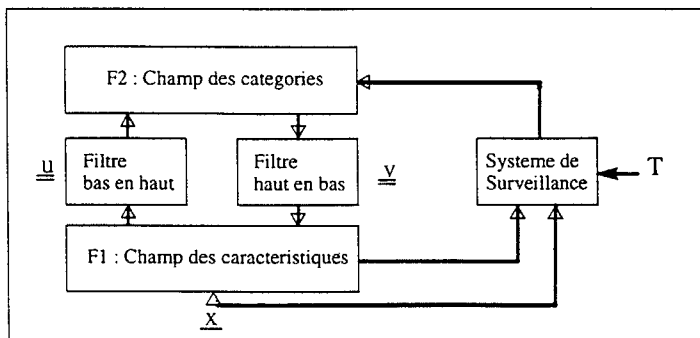 F2 : Champ des categories
u
Filtre
bas en haut
Filtre
haut en bas
v
Systeme de
Surveillance
T
F1 : Champ des caracteristiques
x